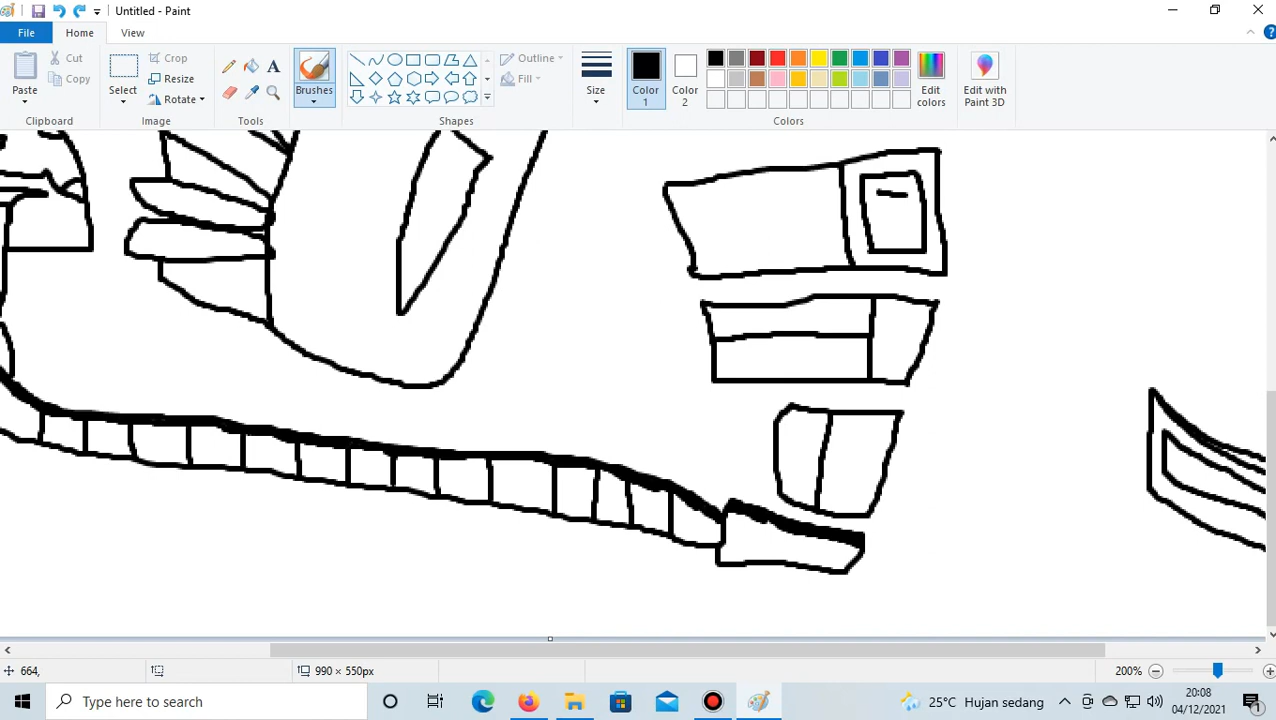 Untitled - Paint
File Home View
Paste
Cut
Copy
Clipboard
Select
Crop
Resize
Rotate
Image
Tools
Brushes
Shapes
Outline
Fill
Size
Color 1
Color 2
Edit colors
Colors
Edit with Paint 3D
664,
990 × 550px
200%
Type here to search
25°C Hujan sedang
20:08
04/12/2021